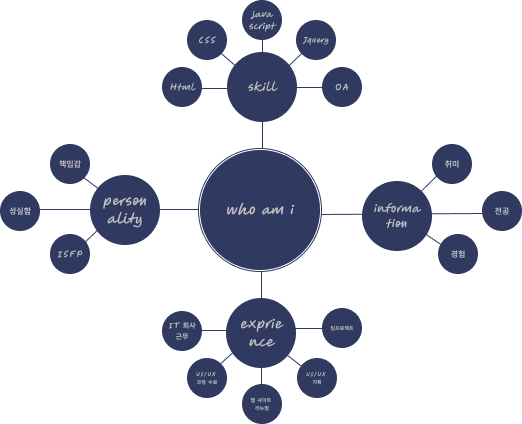 java
script
CSS
Jquery
Html
skill
OA
책임감
취미
성실함
person
ality
who am i
informa
tion
전공
ISFP
경험
IT 회사
근무
exprie
nce
팀프로젝트
UI/UX
과정 수료
UI/UX
기획
웹 사이트
리뉴얼